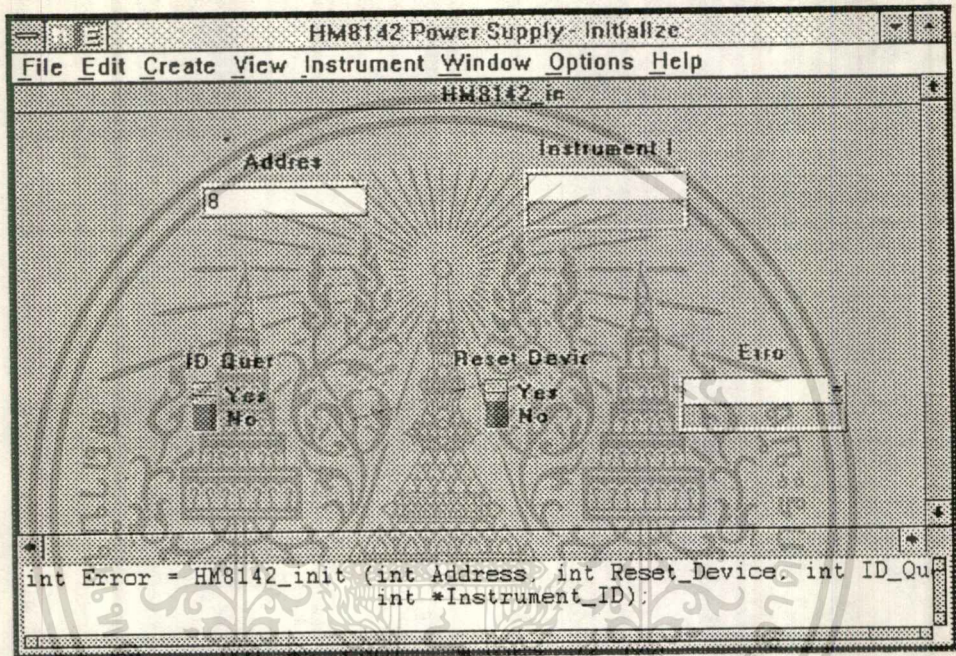 HM8142 Power Supply - Initialize
File Edit Create View Instrument Window Options Help
HM8142_in
Addres
Instrument I
8
ID Quer
Reset Devic
Erro
Yes
No
Yes
No
int Error = HM8142_init (int Address, int Reset_Device, int ID_Qu
int *Instrument_ID);